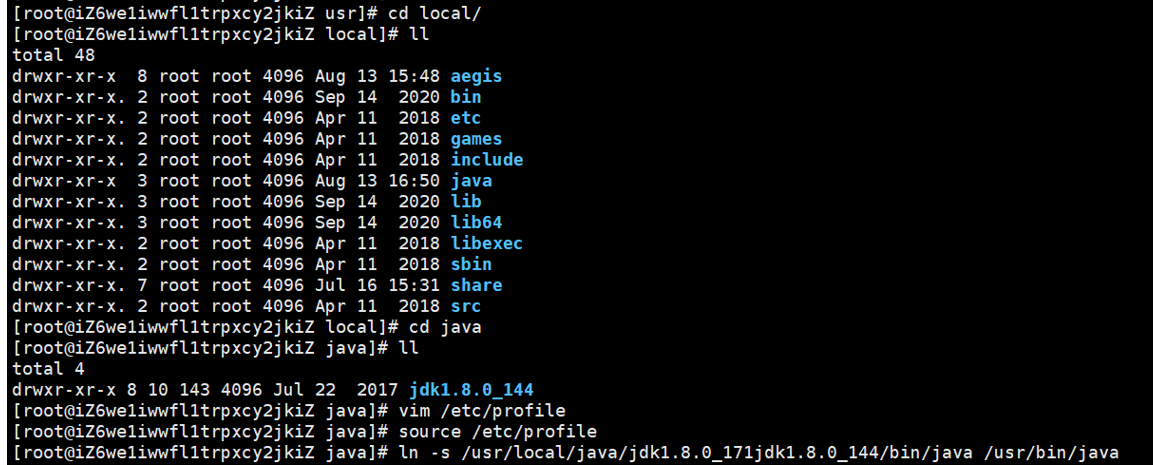 [root@iZ6we1iwwfl1trpxcy2jkiZ usr]# cd local/
[root@iZ6we1iwwfl1trpxcy2jkiZ local]# ll
total 48
drwxr-xr-x  8 root root 4096 Aug 13 15:48 aegis
drwxr-xr-x. 2 root root 4096 Sep 14  2020 bin
drwxr-xr-x. 2 root root 4096 Apr 11  2018 etc
drwxr-xr-x. 2 root root 4096 Apr 11  2018 games
drwxr-xr-x. 2 root root 4096 Apr 11  2018 include
drwxr-xr-x  3 root root 4096 Aug 13 16:50 java
drwxr-xr-x. 3 root root 4096 Sep 14  2020 lib
drwxr-xr-x. 3 root root 4096 Sep 14  2020 lib64
drwxr-xr-x. 2 root root 4096 Apr 11  2018 libexec
drwxr-xr-x. 2 root root 4096 Apr 11  2018 sbin
drwxr-xr-x. 7 root root 4096 Jul 16 15:31 share
drwxr-xr-x. 2 root root 4096 Apr 11  2018 src
[root@iZ6we1iwwfl1trpxcy2jkiZ local]# cd java
[root@iZ6we1iwwfl1trpxcy2jkiZ java]# ll
total 4
drwxr-xr-x 8 10 143 4096 Jul 22  2017 jdk1.8.0_144
[root@iZ6we1iwwfl1trpxcy2jkiZ java]# vim /etc/profile
[root@iZ6we1iwwfl1trpxcy2jkiZ java]# source /etc/profile
[root@iZ6we1iwwfl1trpxcy2jkiZ java]# ln -s /usr/local/java/jdk1.8.0_171jdk1.8.0_144/bin/java /usr/bin/java